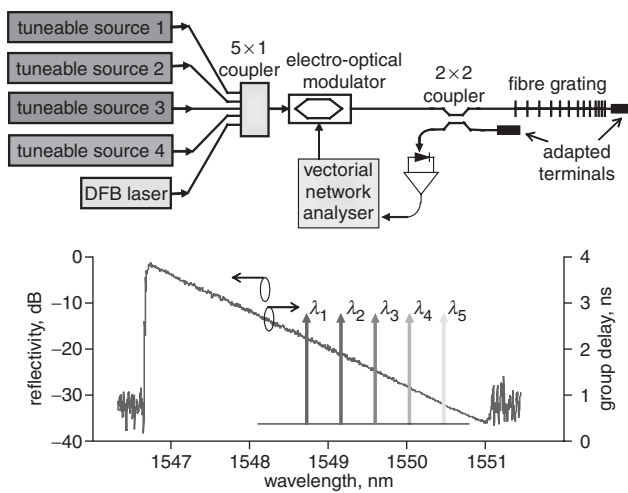 tuneable source 1
tuneable source 2
tuneable source 3
tuneable source 4
DFB laser
5×1
coupler
electro-optical
modulator
2×2
coupler
fibre grating
adapted
terminals
vectorial
network
analyser
reflectivity, dB
0
−10
−20
−30
−40
λ1
λ2
λ3
λ4
λ5
4
3
2
1
0
group delay, ns
1547
1548
1549
1550
1551
wavelength, nm